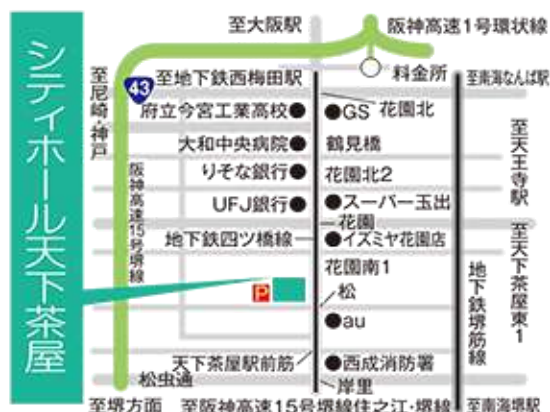 シティホール天下茶屋
至大阪駅
阪神高速1号環状線
至尼崎・神戸
43
至地下鉄西梅田駅
料金所
至南海なんば駅
府立今宮工業高校
GS
花園北
大和中央病院
鶴見橋
りそな銀行
花園北2
至天王寺駅
UFJ銀行
スーパー玉出
花園
阪神高速15号堺線
地下鉄四ツ橋線
イズミヤ花園店
至天下茶屋東1
花園南1
地下鉄堺筋線
P
松
au
天下茶屋駅前筋
西成消防署
松虫通
岸里
至堺方面
至阪神高速15号堺線住之江・堺線
至南海堺駅